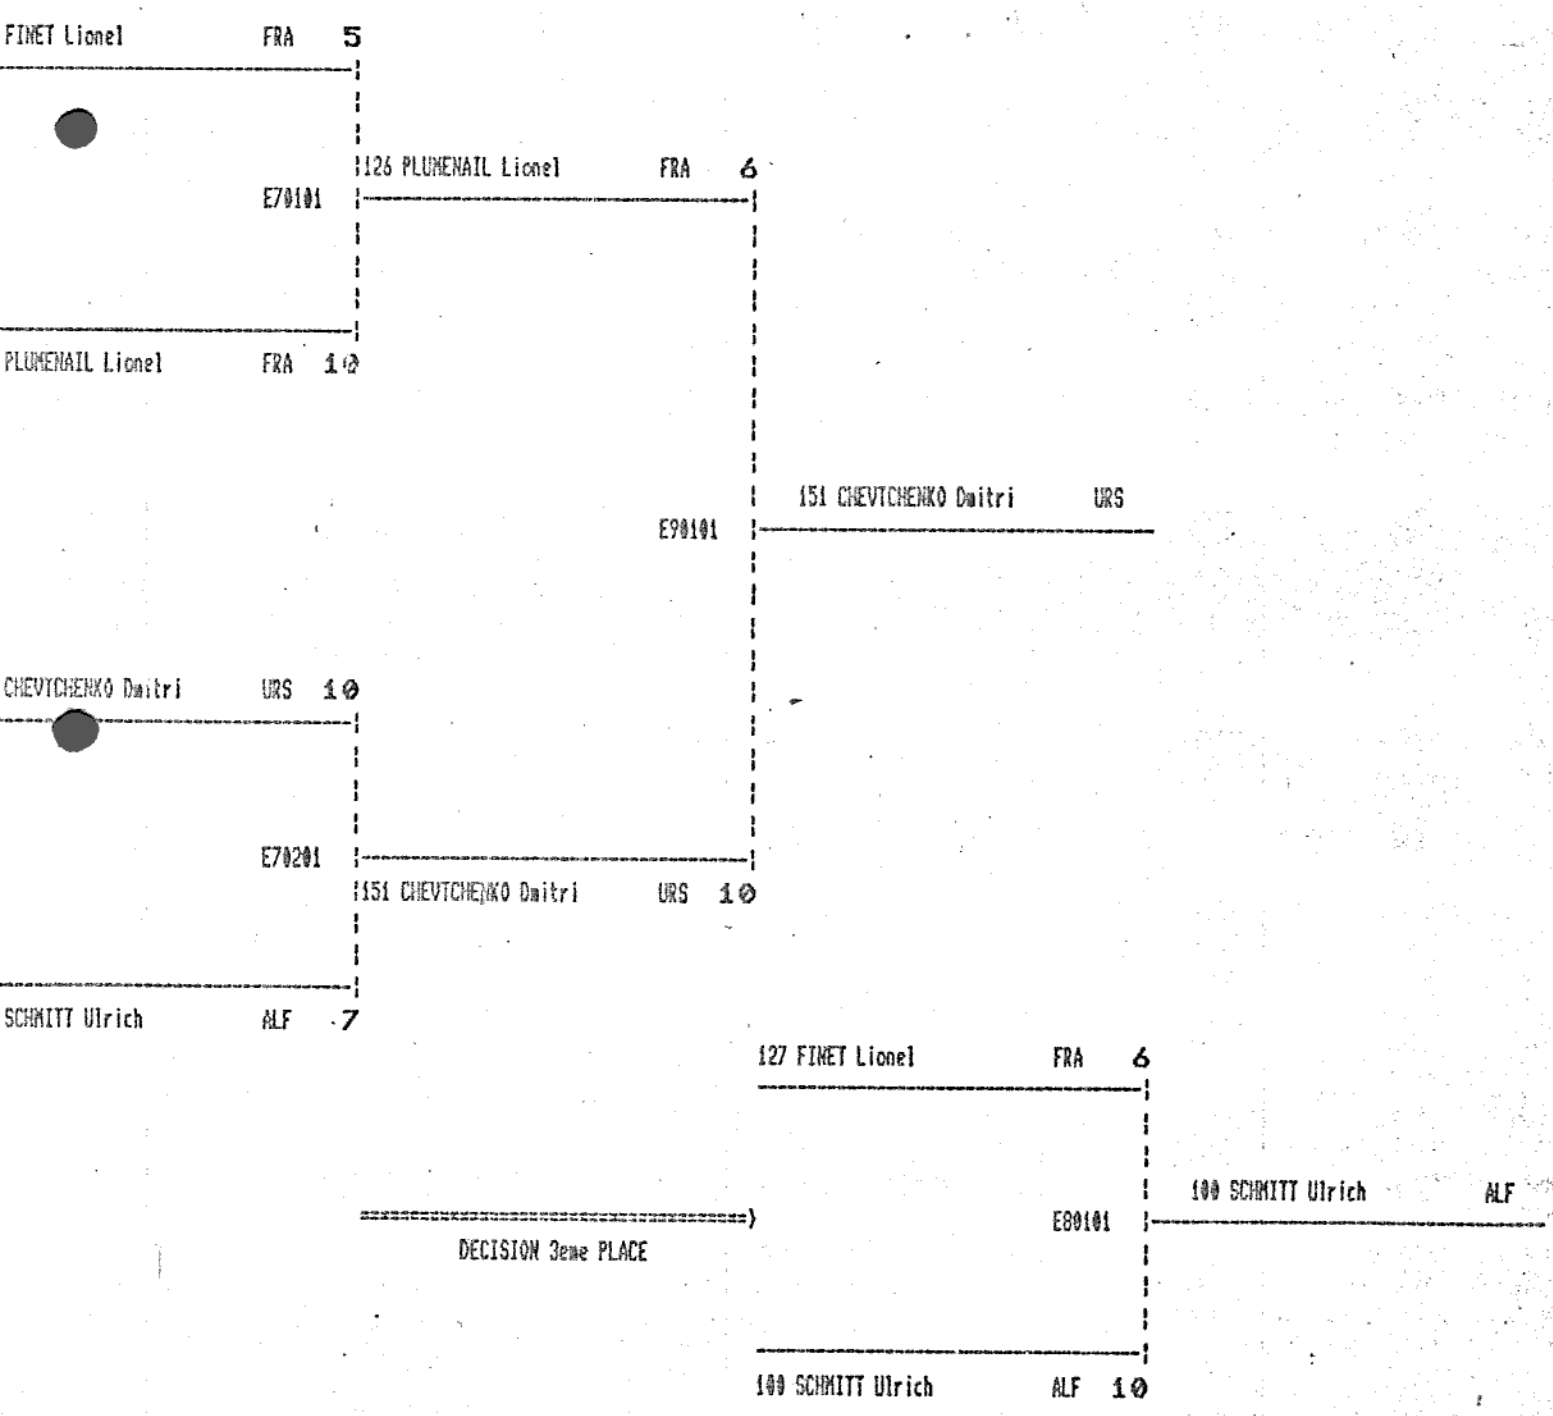 FINET Lionel FRA 5
126 PLUMENAIL Lionel FRA 6
E70101
PLUMENAIL Lionel FRA 10
151 CHEVTCHENKO Dmitri URS
E90101
CHEVTCHENKO Dmitri URS 10
E70201
151 CHEVTCHENKO Dmitri URS 10
SCHMITT Ulrich ALF 7
127 FINET Lionel FRA 6
100 SCHMITT Ulrich ALF
E80101
DECISION 3eme PLACE
100 SCHMITT Ulrich ALF 10